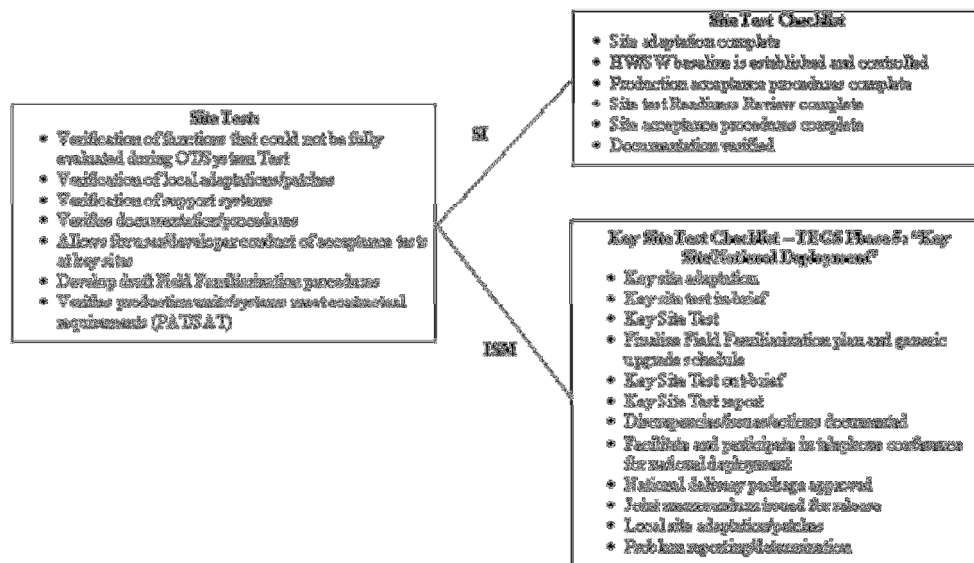 Site Tests
• Verification of functions that could not be fully
evaluated during OT/System Test
• Verification of local adaptations/patches
• Verification of support systems
• Verifies documentation/procedures
• Allows for user/developer conduct of acceptance tests
at key sites
• Develop draft Field Familiarization procedures
• Verifies production units/systems meet contractual
requirements (PAT/SAT)
SI
ISM
Site Test Checklist
• Site adaptation complete
• HW/SW baseline is established and controlled
• Production acceptance procedures complete
• Site test Readiness Review complete
• Site acceptance procedures complete
• Documentation verified
Key Site Test Checklist – Phase 5: “Key
Site/National Deployment”
• Key site adaptation
• Key site test in-brief
• Key Site Test
• Finalize Field Familiarization plan and generic
upgrade schedule
• Key Site Test out-brief
• Key Site Test report
• Discrepancies/issues/actions documented
• Facilitate and participate in telephone conference
for national deployment
• National delivery package approved
• Joint memorandum issued for release
• Local site adaptation/patches
• Problem reporting/determination